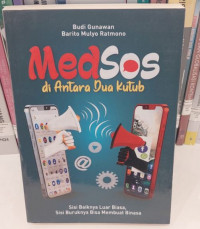 Budi Gunawan
Barito Mulyo Ratmono
MedSos
di Antara Dua Kutub
Sisi Baiknya Luar Biasa,
Sisi Buruknya Bisa Membuat Binasa